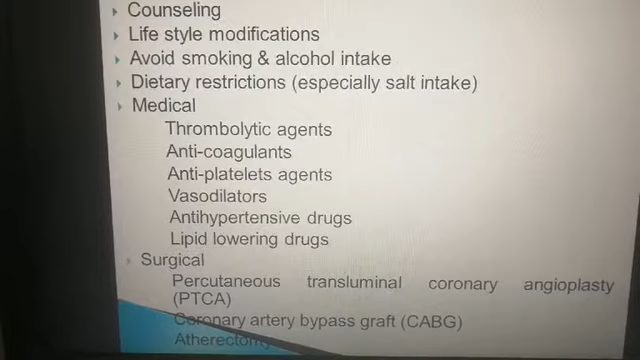 Counseling
Life style modifications
Avoid smoking & alcohol intake
Dietary restrictions (especially salt intake)
Medical
Thrombolytic agents
Anti-coagulants
Anti-platelets agents
Vasodilators
Antihypertensive drugs
Lipid lowering drugs
Surgical
Percutaneous transluminal coronary angioplasty
(PTCA)
Coronary artery bypass graft (CABG)
Atherectomy